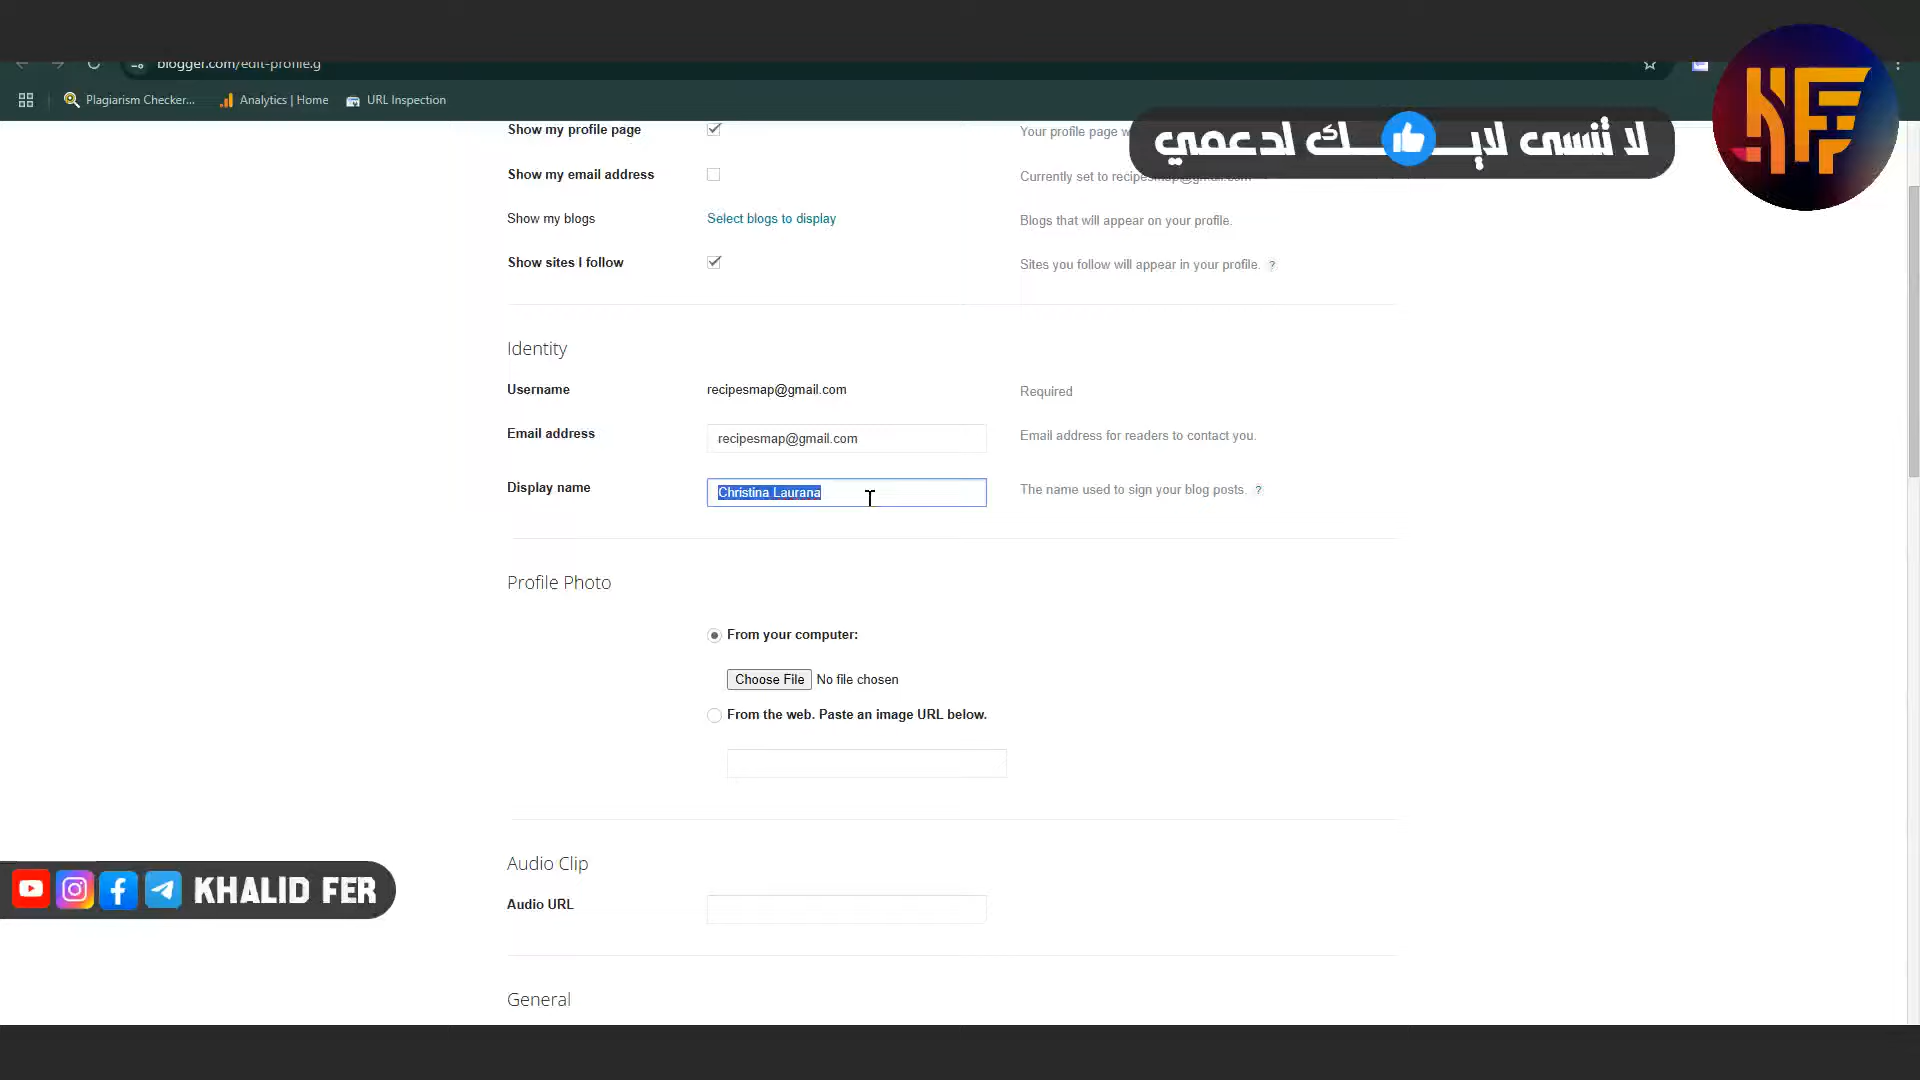 blogger.com/edit-profile.g
Plagiarism Checker... Analytics | Home URL Inspection
KF
لا تنسى لايـــك لدعمي
Show my profile page Your profile page w
Show my email address Currently set to recipesmap@gmail.com
Show my blogs Select blogs to display Blogs that will appear on your profile.
Show sites I follow Sites you follow will appear in your profile. ?
Identity
Username recipesmap@gmail.com Required
Email address recipesmap@gmail.com Email address for readers to contact you.
Display name Christina Laurana The name used to sign your blog posts. ?
Profile Photo
From your computer:
Choose File No file chosen
From the web. Paste an image URL below.
Audio Clip
Audio URL
KHALID FER
General